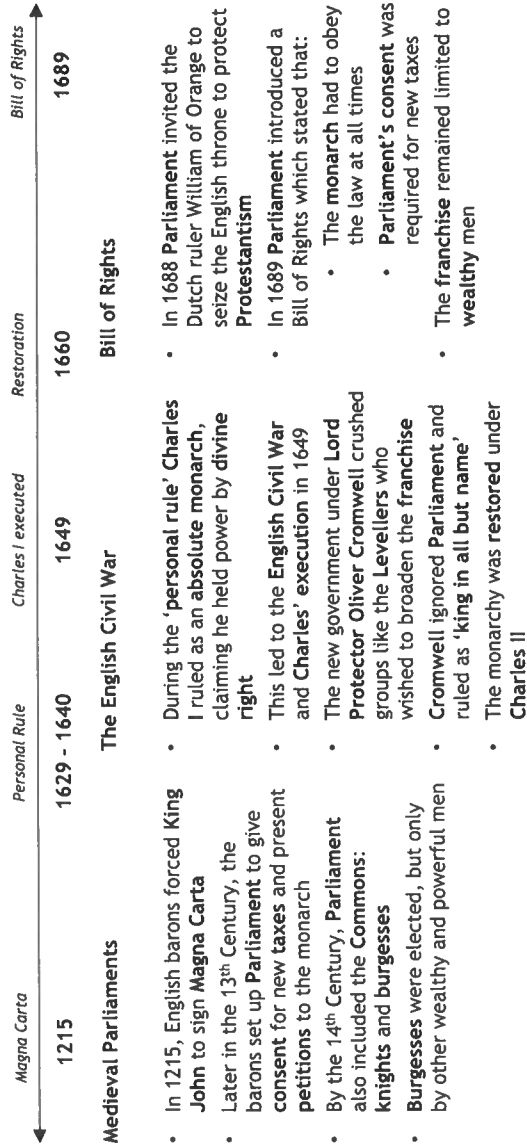 Magna Carta
Personal Rule
Charles I executed
Restoration
Bill of Rights
1215
1629 - 1640
1649
1660
1689
Medieval Parliaments
• In 1215, English barons forced King
John to sign Magna Carta
• Later in the 13th Century, the
barons set up Parliament to give
consent for new taxes and present
petitions to the monarch
• By the 14th Century, Parliament
also included the Commons:
knights and burgesses
• Burgesses were elected, but only
by other wealthy and powerful men
The English Civil War
• During the 'personal rule' Charles
I ruled as an absolute monarch,
claiming he held power by divine
right
• This led to the English Civil War
and Charles' execution in 1649
• The new government under Lord
Protector Oliver Cromwell crushed
groups like the Levellers who
wished to broaden the franchise
• Cromwell ignored Parliament and
ruled as 'king in all but name'
• The monarchy was restored under
Charles II
Bill of Rights
• In 1688 Parliament invited the
Dutch ruler William of Orange to
seize the English throne to protect
Protestantism
• In 1689 Parliament introduced a
Bill of Rights which stated that:
• The monarch had to obey
the law at all times
• Parliament's consent was
required for new taxes
• The franchise remained limited to
wealthy men